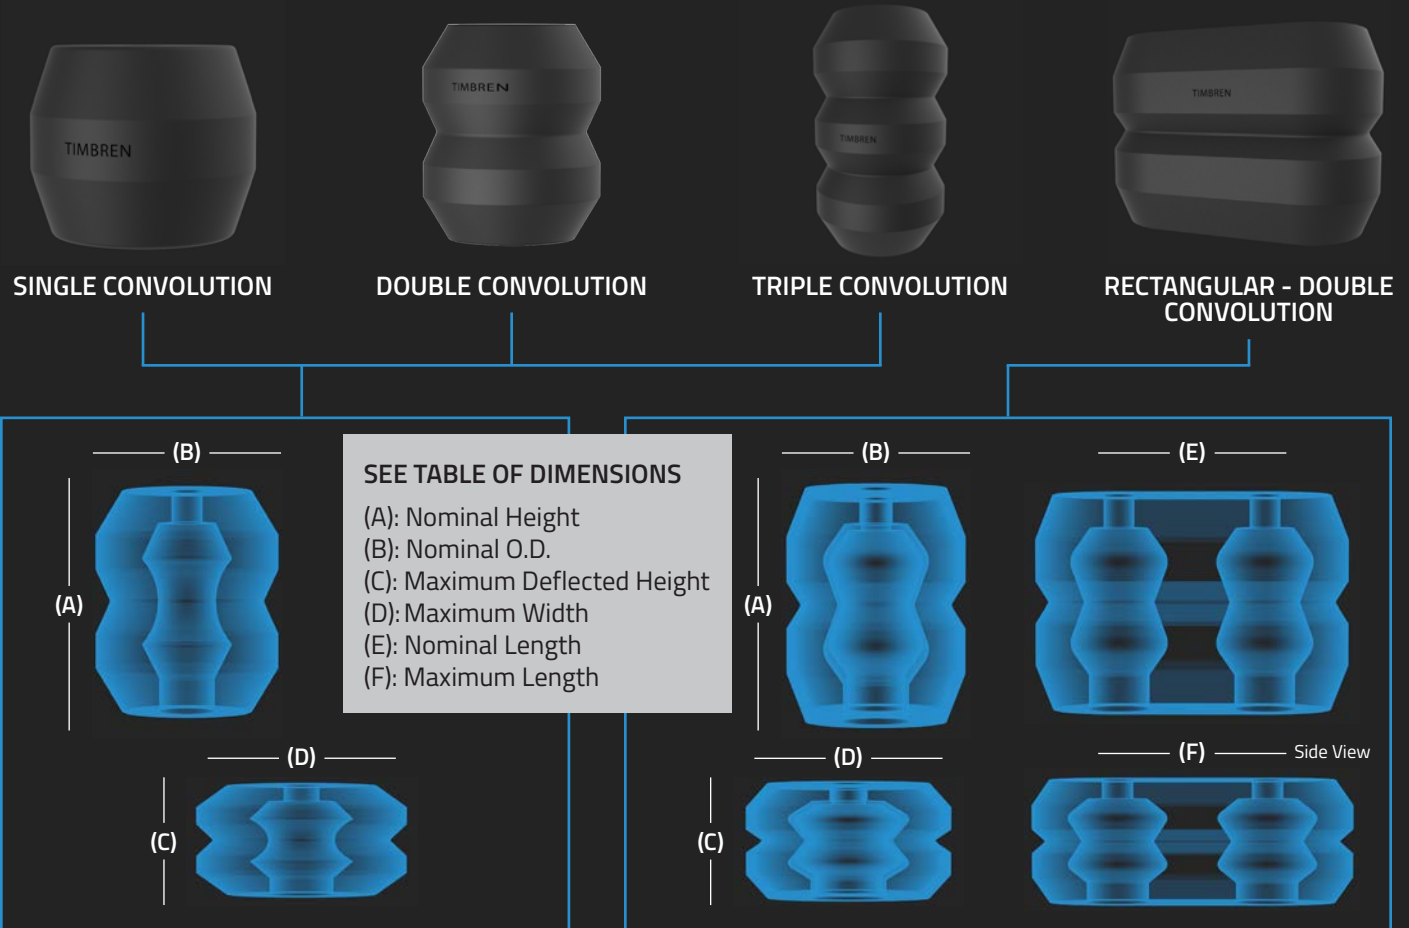 TIMBREN
TIMBREN
TIMBREN
TIMBREN
SINGLE CONVOLUTION
DOUBLE CONVOLUTION
TRIPLE CONVOLUTION
RECTANGULAR - DOUBLE
CONVOLUTION
(B)
(A)
(D)
(C)
SEE TABLE OF DIMENSIONS
(A): Nominal Height
(B): Nominal O.D.
(C): Maximum Deflected Height
(D): Maximum Width
(E): Nominal Length
(F): Maximum Length
(B)
(E)
(A)
(D)
(F)
Side View
(C)